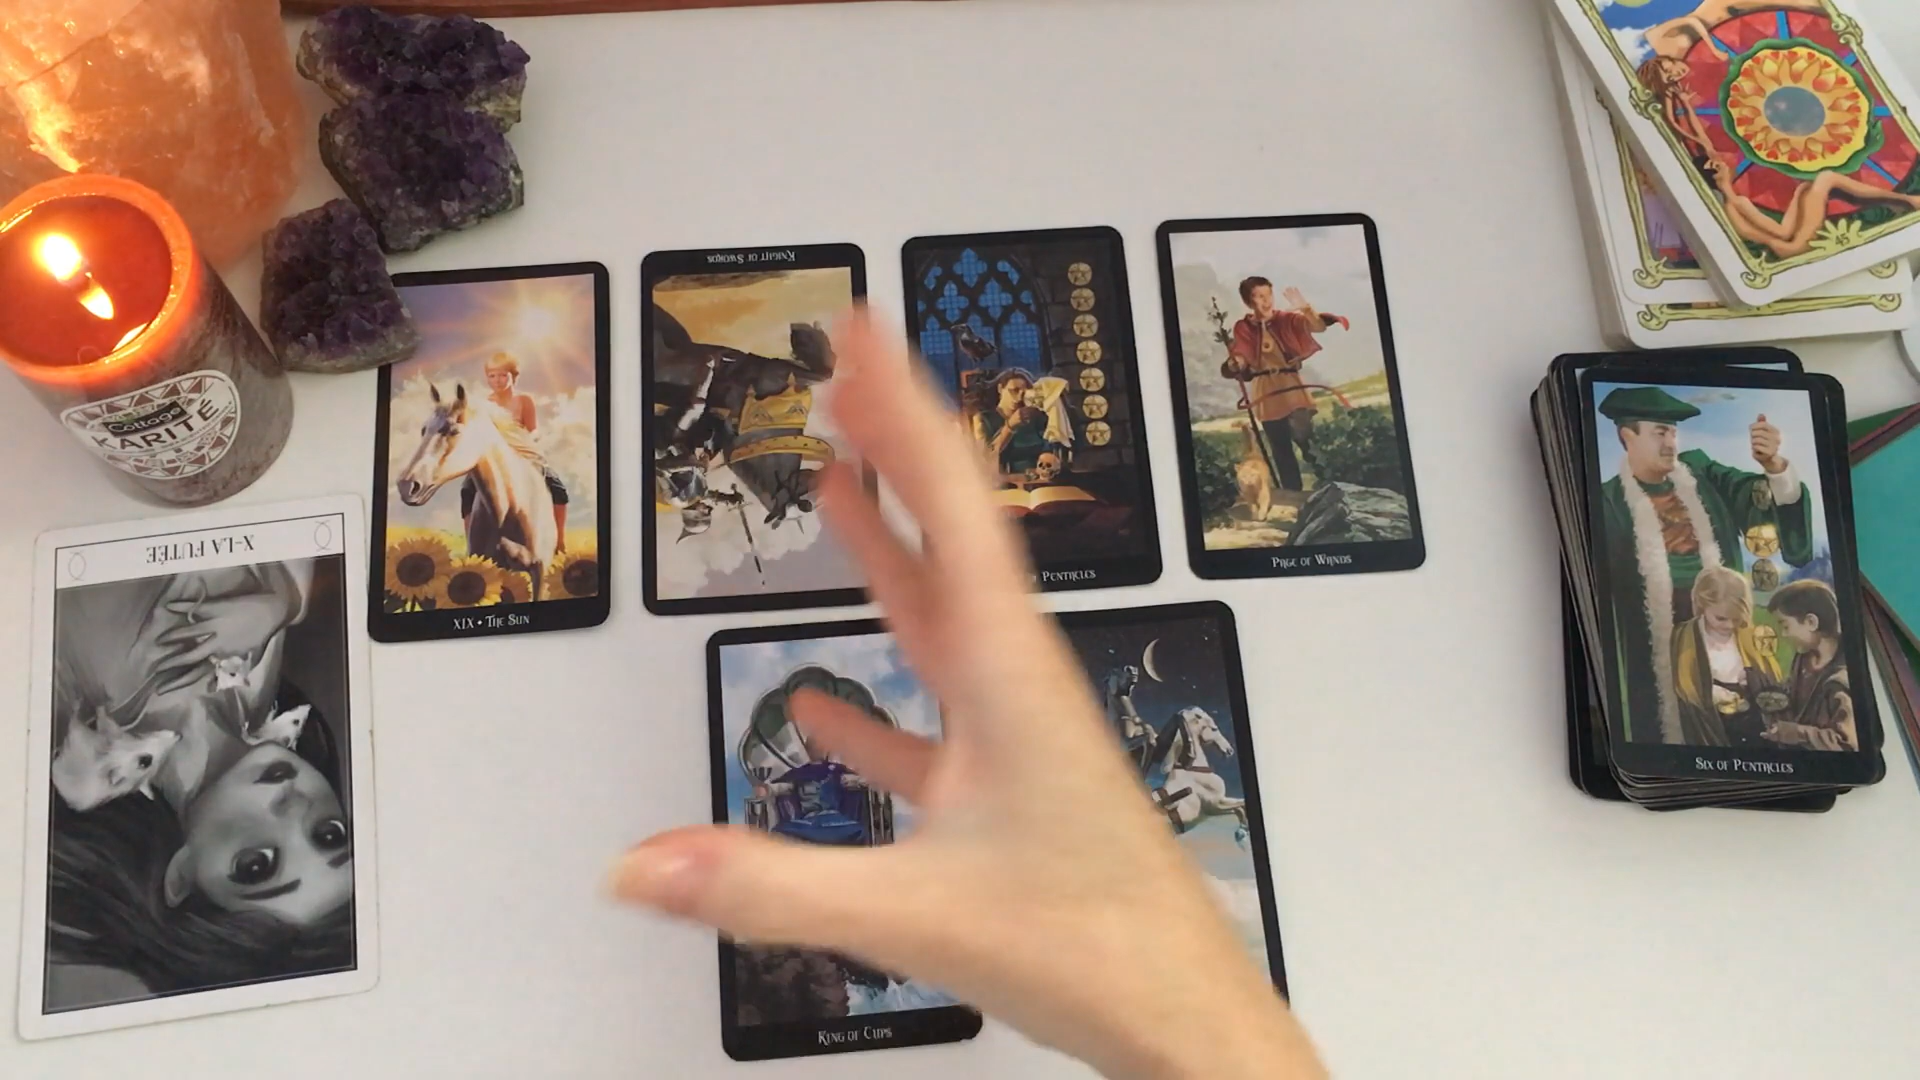 KNIGHT OF SWORDS
Cottage
KARITÉ
X-LA FUTÉE
XIX • THE SUN
PENTACLES
PAGE OF WANDS
KING OF CUPS
SIX OF PENTACLES
45